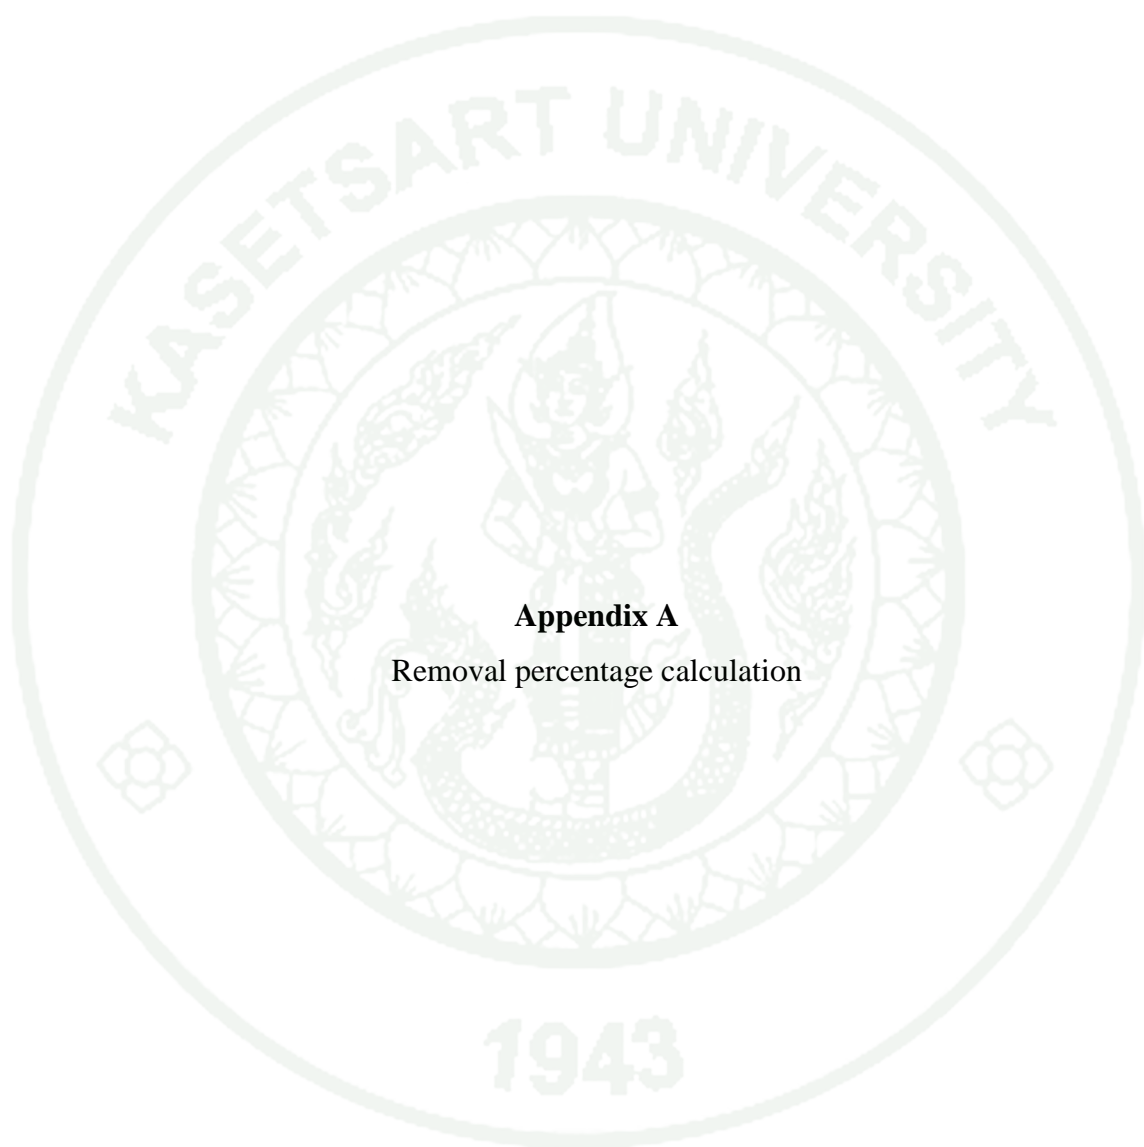 KASETSART UNIVERSITY
Appendix A
Removal percentage calculation
1943